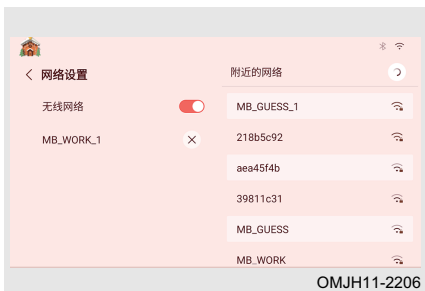 网络设置
无线网络
MB_WORK_1
附近的网络
MB_GUESS_1
218b5c92
aea45f4b
39811c31
MB_GUESS
MB_WORK
OMJH11-2206